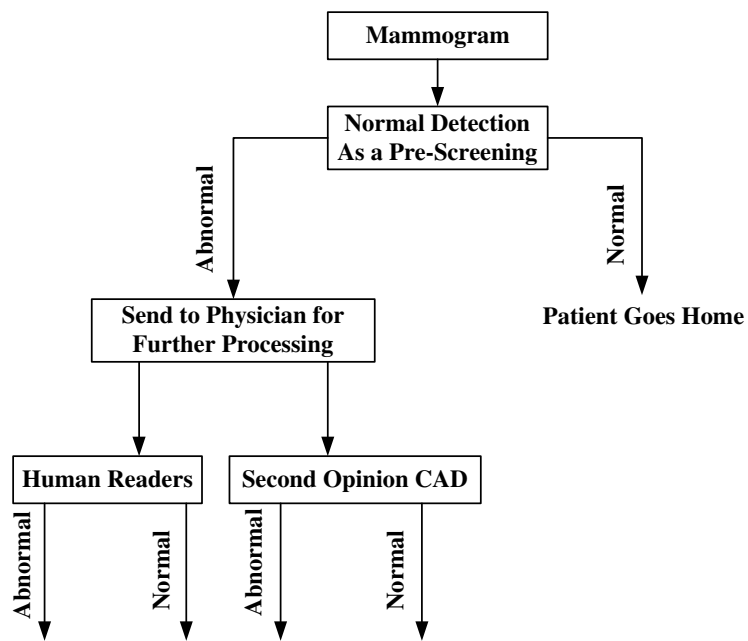 Mammogram
Normal Detection
As a Pre-Screening
Abnormal
Normal
Send to Physician for
Further Processing
Patient Goes Home
Human Readers
Second Opinion CAD
Abnormal
Normal
Abnormal
Normal